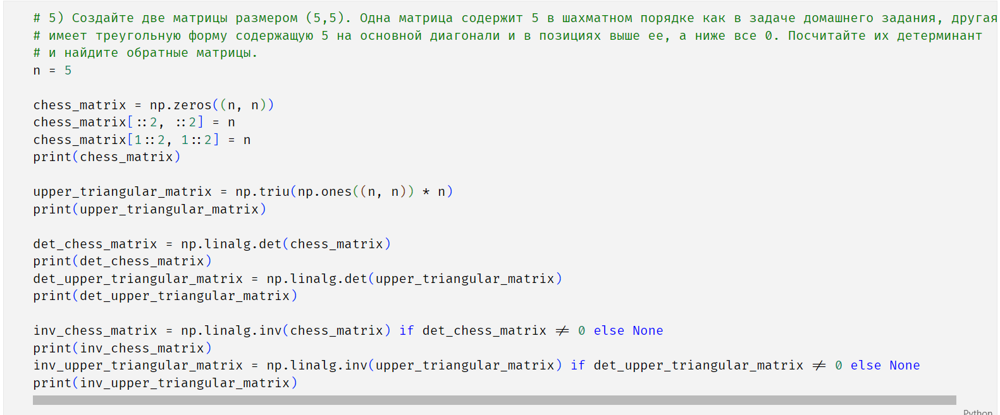 # 5) Создайте две матрицы размером (5,5). Одна матрица содержит 5 в шахматном порядке как в задаче домашнего задания, другая
# имеет треугольную форму содержащую 5 на основной диагонали и в позициях выше ее, а ниже все 0. Посчитайте их детерминант
# и найдите обратные матрицы.
n = 5
chess_matrix = np.zeros((n, n))
chess_matrix[::2, ::2] = n
chess_matrix[1::2, 1::2] = n
print(chess_matrix)
upper_triangular_matrix = np.triu(np.ones((n, n)) * n)
print(upper_triangular_matrix)
det_chess_matrix = np.linalg.det(chess_matrix)
print(det_chess_matrix)
det_upper_triangular_matrix = np.linalg.det(upper_triangular_matrix)
print(det_upper_triangular_matrix)
inv_chess_matrix = np.linalg.inv(chess_matrix) if det_chess_matrix ≠ 0 else None
print(inv_chess_matrix)
inv_upper_triangular_matrix = np.linalg.inv(upper_triangular_matrix) if det_upper_triangular_matrix ≠ 0 else None
print(inv_upper_triangular_matrix)
Python